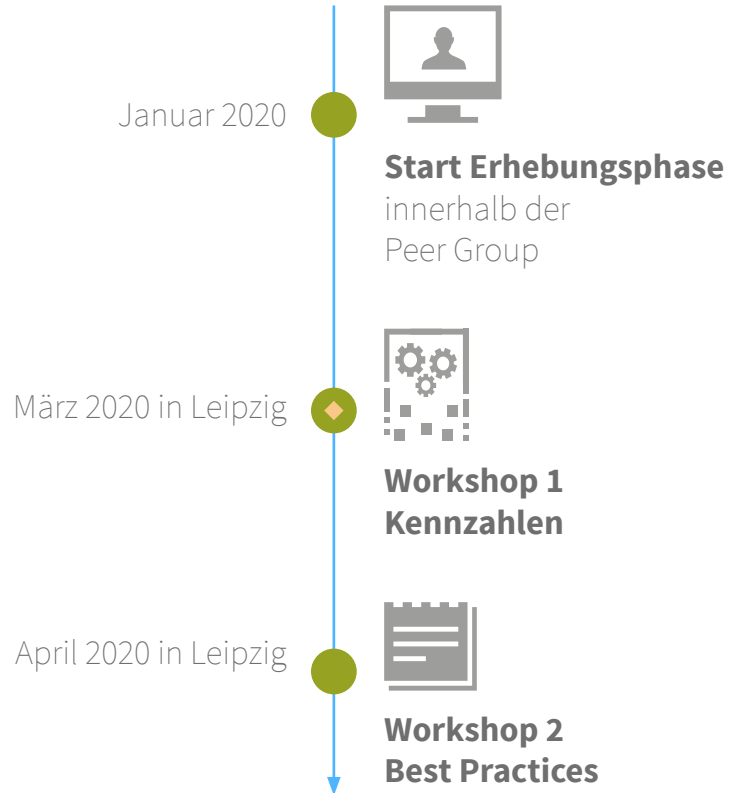 Januar 2020
Start Erhebungsphase
innerhalb der
Peer Group
März 2020 in Leipzig
Workshop 1
Kennzahlen
April 2020 in Leipzig
Workshop 2
Best Practices